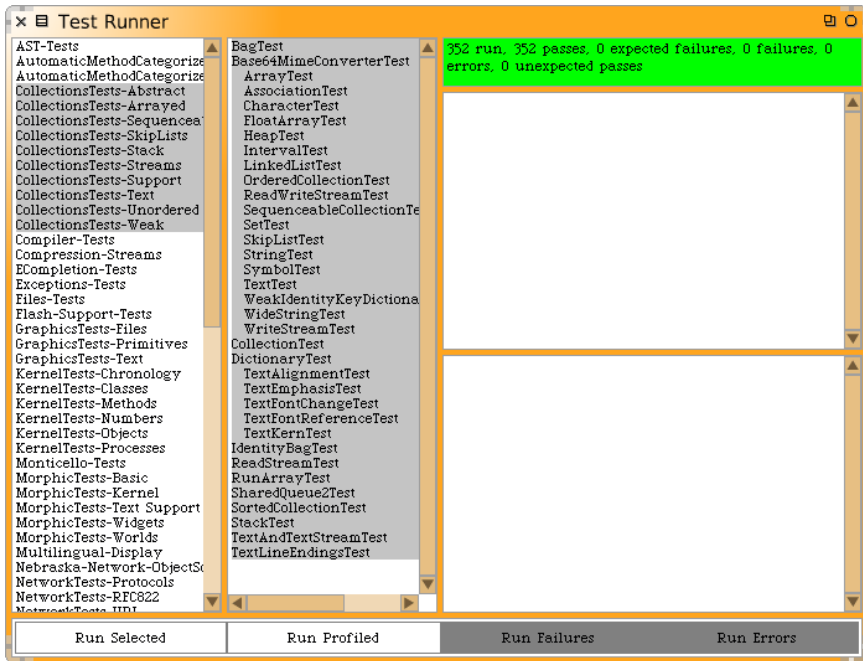 Test Runner
AST-Tests
AutomaticMethodCategorize
AutomaticMethodCategorize
CollectionsTests-Abstract
CollectionsTests-Arrayed
CollectionsTests-Sequencea
CollectionsTests-SkipLists
CollectionsTests-Stack
CollectionsTests-Streams
CollectionsTests-Support
CollectionsTests-Text
CollectionsTests-Unordered
CollectionsTests-Weak
Compiler-Tests
Compression-Streams
ECompletion-Tests
Exceptions-Tests
Files-Tests
Flash-Support-Tests
GraphicsTests-Files
GraphicsTests-Primitives
GraphicsTests-Text
KernelTests-Chronology
KernelTests-Classes
KernelTests-Methods
KernelTests-Numbers
KernelTests-Objects
KernelTests-Processes
Monticello-Tests
MorphicTests-Basic
MorphicTests-Kernel
MorphicTests-Text Support
MorphicTests-Widgets
MorphicTests-Worlds
Multilingual-Display
Nebraska-Network-ObjectSo
NetworkTests-Protocols
NetworkTests-RFC822
NetworkTests-URI
BagTest
Base64MimeConverterTest
ArrayTest
AssociationTest
CharacterTest
FloatArrayTest
HeapTest
IntervalTest
LinkedListTest
OrderedCollectionTest
ReadWriteStreamTest
SequenceableCollectionTe
SetTest
SkipListTest
StringTest
SymbolTest
TextTest
WeakIdentityKeyDictiona
WideStringTest
WriteStreamTest
CollectionTest
DictionaryTest
TextAlignmentTest
TextEmphasisTest
TextFontChangeTest
TextFontReferenceTest
TextKernTest
IdentityBagTest
ReadStreamTest
RunArrayTest
SharedQueue2Test
SortedCollectionTest
StackTest
TextAndTextStreamTest
TextLineEndingsTest
352 run, 352 passes, 0 expected failures, 0 failures, 0
errors, 0 unexpected passes
Run Selected
Run Profiled
Run Failures
Run Errors